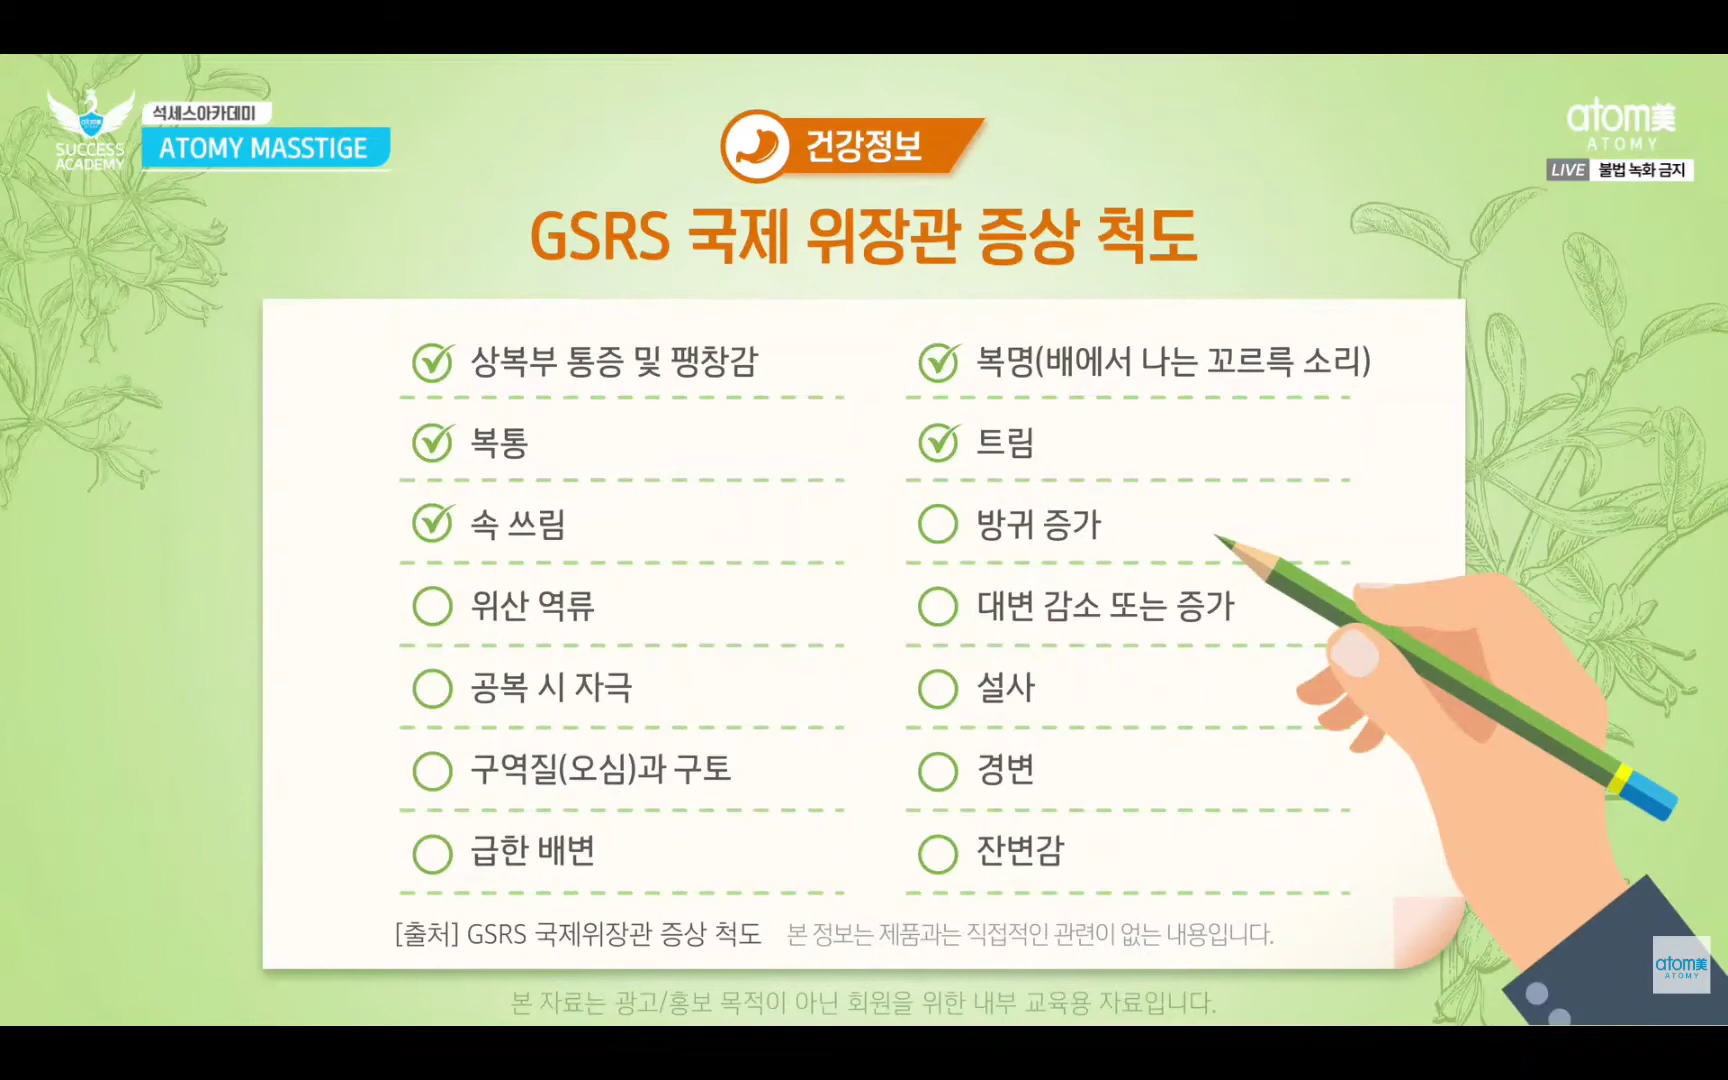 SUCCESS
ACADEMY
석세스아카데미
ATOMY MASSTIGE
건강정보
atom美
ATOMY
LIVE 불법 녹화 금지
GSRS 국제 위장관 증상 척도
상복부 통증 및 팽창감
복통
속 쓰림
위산 역류
공복 시 자극
구역질(오심)과 구토
급한 배변
복명(배에서 나는 꼬르륵 소리)
트림
방귀 증가
대변 감소 또는 증가
설사
경변
잔변감
[출처] GSRS 국제위장관 증상 척도 본 정보는 제품과는 직접적인 관련이 없는 내용입니다.
atom美
ATOMY
본 자료는 광고/홍보 목적이 아닌 회원을 위한 내부 교육용 자료입니다.